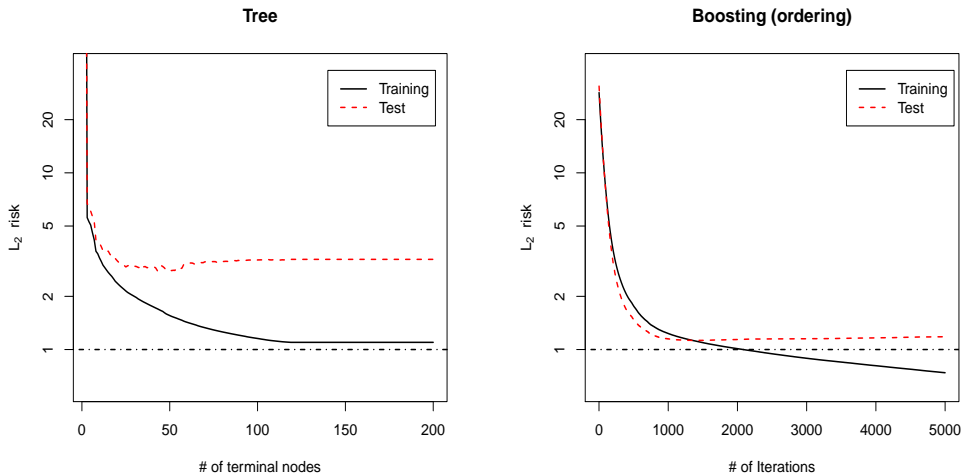 Tree
L2 risk
20
10
5
2
1
Training
Test
0 50 100 150 200
# of terminal nodes
Boosting (ordering)
L2 risk
20
10
5
2
1
Training
Test
0 1000 2000 3000 4000 5000
# of Iterations